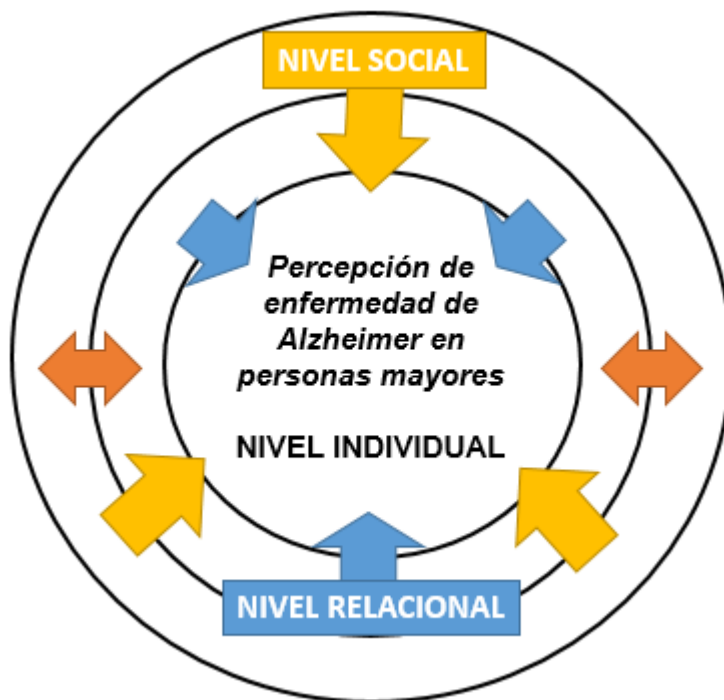 NIVEL SOCIAL
Percepción de
enfermedad de
Alzheimer en
personas mayores
NIVEL INDIVIDUAL
NIVEL RELACIONAL